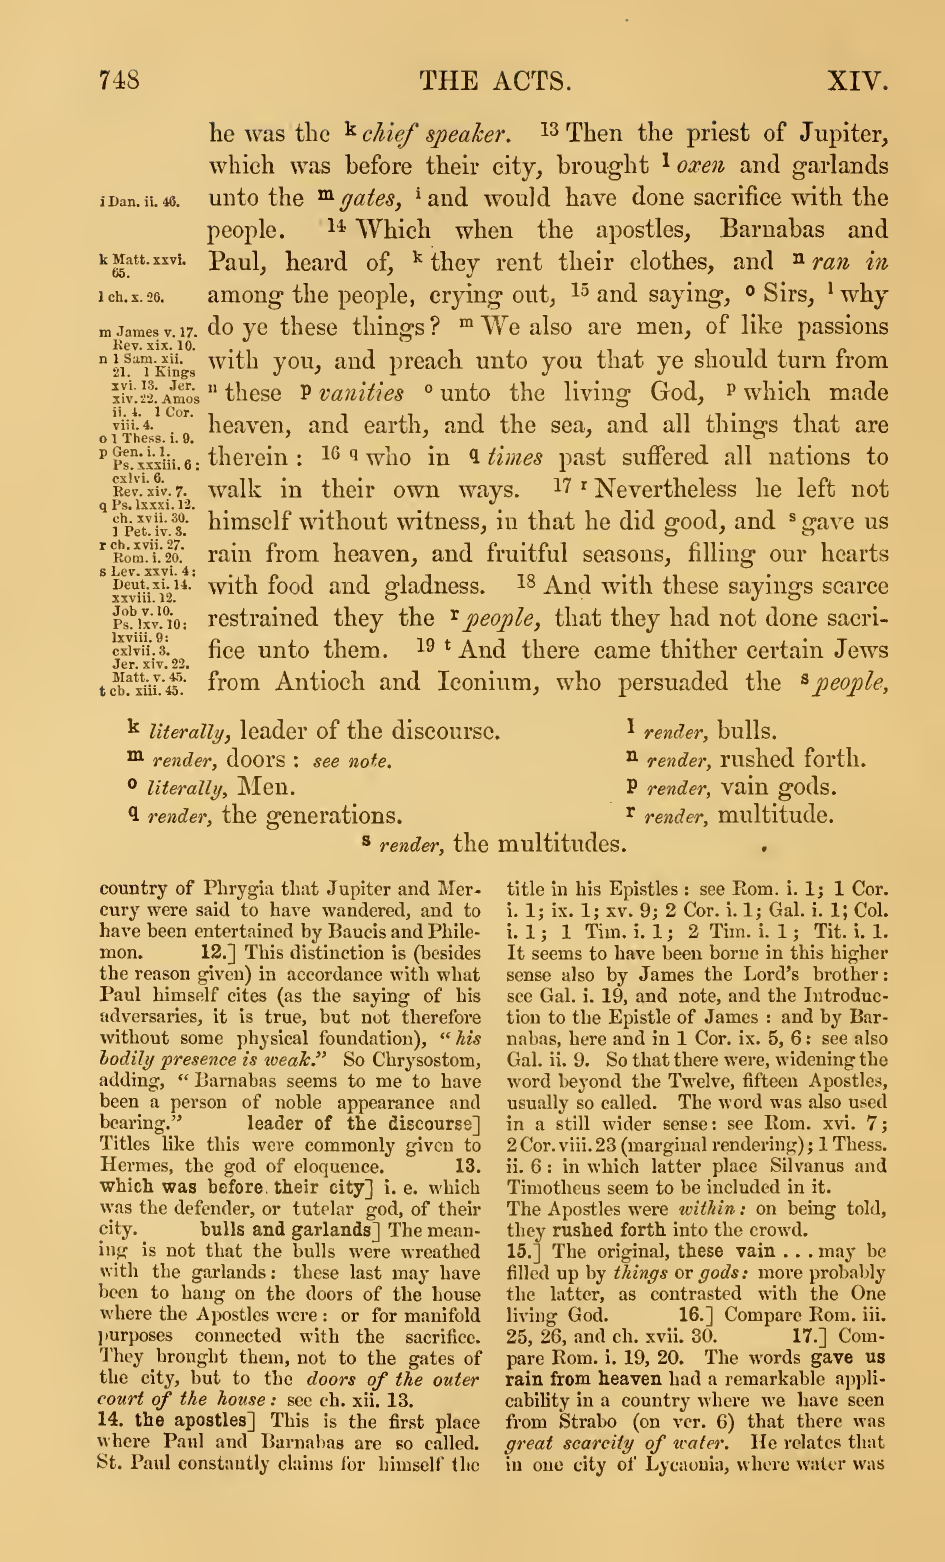 748
THE ACTS.
XIV.
he was the k chief speaker. 13 Then the priest of Jupiter,
which was before their city, brought l oxen and garlands
unto the m gates, i and would have done sacrifice with the
people. 14 Which when the apostles, Barnabas and
Paul, heard of, k they rent their clothes, and n ran in
among the people, crying out, 15 and saying, o Sirs, l why
do ye these things? m We also are men, of like passions
with you, and preach unto you that ye should turn from
n these p vanities o unto the living God, p which made
heaven, and earth, and the sea, and all things that are
therein : 16 q who in q times past suffered all nations to
walk in their own ways. 17 r Nevertheless he left not
himself without witness, in that he did good, and s gave us
rain from heaven, and fruitful seasons, filling our hearts
with food and gladness. 18 And with these sayings scarce
restrained they the r people, that they had not done sacri-
fice unto them. 19 t And there came thither certain Jews
from Antioch and Iconium, who persuaded the s people,
i Dan. ii. 46.
k Matt. xxvi.
65.
l ch. x. 26.
m James v. 17.
Rev. xix. 10.
n 1 Sam. xii.
21. 1 Kings
xvi. 13. Jer.
xiv. 22. Amos
ii. 4. 1 Cor.
viii. 4.
o 1 Thess. i. 9.
p Gen. i. 1.
Ps. xxxiii. 6 :
cxlvi. 6.
Rev. xiv. 7.
q Ps. lxxxi. 12.
ch. xvii. 30.
1 Pet. iv. 3.
r ch. xvii. 27.
Rom. i. 20.
s Lev. xxvi. 4 :
Deut. xi. 14.
xxviii. 12.
Job v. 10.
Ps. lxv. 10 :
lxviii. 9 :
cxlvii. 8.
Jer. xiv. 22.
Matt. v. 45.
t ch. xiii. 45.
k literally, leader of the discourse.
l render, bulls.
m render, doors : see note.
n render, rushed forth.
o literally, Men.
p render, vain gods.
q render, the generations.
r render, multitude.
s render, the multitudes.
country of Phrygia that Jupiter and Mer-
cury were said to have wandered, and to
have been entertained by Baucis and Phile-
mon. 12.] This distinction is (besides
the reason given) in accordance with what
Paul himself cites (as the saying of his
adversaries, it is true, but not therefore
without some physical foundation), "his
bodily presence is weak." So Chrysostom,
adding, "Barnabas seems to me to have
been a person of noble appearance and
bearing." leader of the discourse]
Titles like this were commonly given to
Hermes, the god of eloquence. 13.
which was before their city] i. e. which
was the defender, or tutelar god, of their
city. bulls and garlands] The mean-
ing is not that the bulls were wreathed
with the garlands : these last may have
been to hang on the doors of the house
where the Apostles were : or for manifold
purposes connected with the sacrifice.
They brought them, not to the gates of
the city, but to the doors of the outer
court of the house : see ch. xii. 13.
14. the apostles] This is the first place
where Paul and Barnabas are so called.
St. Paul constantly claims for himself the
title in his Epistles : see Rom. i. 1; 1 Cor.
i. 1; ix. 1; xv. 9; 2 Cor. i. 1; Gal. i. 1; Col.
i. 1; 1 Tim. i. 1; 2 Tim. i. 1; Tit. i. 1.
It seems to have been borne in this higher
sense also by James the Lord's brother :
see Gal. i. 19, and note, and the Introduc-
tion to the Epistle of James : and by Bar-
nabas, here and in 1 Cor. ix. 5, 6 : see also
Gal. ii. 9. So that there were, widening the
word beyond the Twelve, fifteen Apostles,
usually so called. The word was also used
in a still wider sense : see Rom. xvi. 7;
2 Cor. viii. 23 (marginal rendering); 1 Thess.
ii. 6 : in which latter place Silvanus and
Timotheus seem to be included in it.
The Apostles were within : on being told,
they rushed forth into the crowd.
15.] The original, these vain . . . may be
filled up by things or gods : more probably
the latter, as contrasted with the One
living God. 16.] Compare Rom. iii.
25, 26, and ch. xvii. 30. 17.] Com-
pare Rom. i. 19, 20. The words gave us
rain from heaven had a remarkable appli-
cability in a country where we have seen
from Strabo (on ver. 6) that there was
great scarcity of water. He relates that
in one city of Lycaonia, where water was